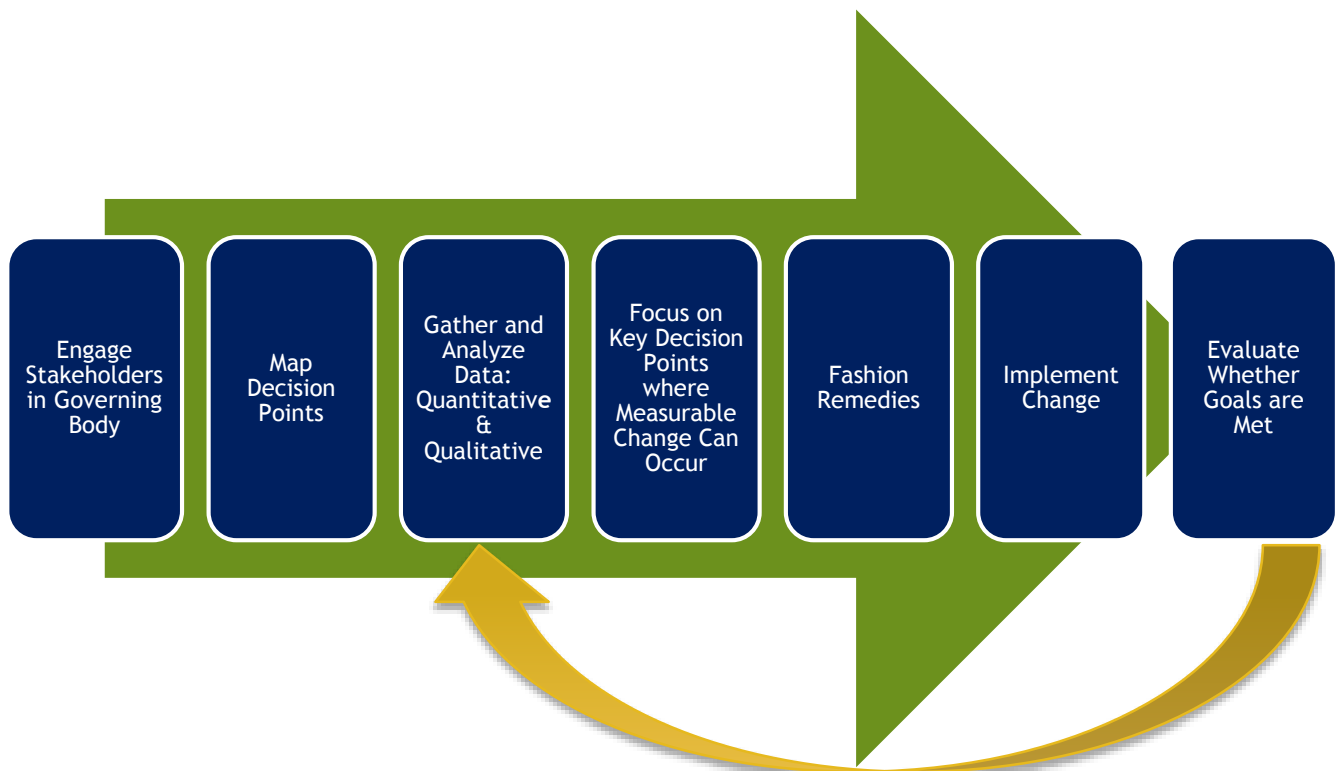 Engage
Stakeholders
in Governing
Body
Map
Decision
Points
Gather and
Analyze
Data:
Quantitative
&
Qualitative
Focus on
Key Decision
Points
where
Measurable
Change Can
Occur
Fashion
Remedies
Implement
Change
Evaluate
Whether
Goals are
Met